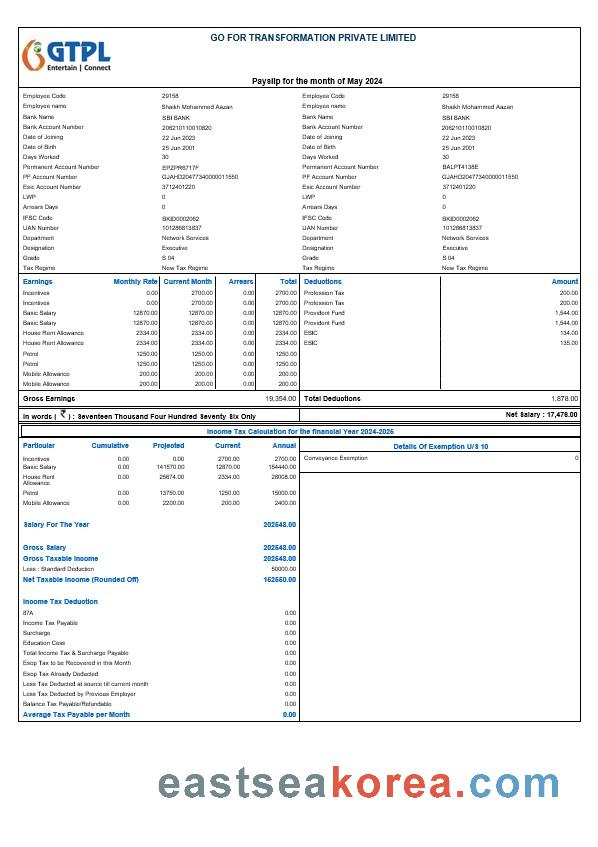 GO FOR TRANSFORMATION PRIVATE LIMITED
GTPL
Entertain | Connect
Payslip for the month of May 2024
Employee Code 29158 Employee Code 29158
Employee name Shaikh Mohammed Aazan Employee name Shaikh Mohammed Aazan
Bank Name SBI BANK Bank Name SBI BANK
Bank Account Number 206210110010820 Bank Account Number 206210110010820
Date of Joining 22 Jun 2023 Date of Joining 22 Jun 2023
Date of Birth 25 Jun 2001 Date of Birth 25 Jun 2001
Days Worked 30 Days Worked 30
Permanent Account Number EPZPR6717F Permanent Account Number BALPT4138E
PF Account Number GJAHD20477340000011550 PF Account Number GJAHD20477340000011550
Esic Account Number 3712401220 Esic Account Number 3712401220
LWP 0 LWP 0
Arrears Days 0 Arrears Days 0
IFSC Code BKID0002062 IFSC Code BKID0002062
UAN Number 101286813837 UAN Number 101286813837
Department Network Services Department Network Services
Designation Executive Designation Executive
Grade S 04 Grade S 04
Tax Regime New Tax Regime Tax Regime New Tax Regime
Earnings Monthly Rate Current Month Arrears Total Deductions Amount
Incentives 0.00 2700.00 0.00 2700.00 Profession Tax 200.00
Incentives 0.00 2700.00 0.00 2700.00 Profession Tax 200.00
Basic Salary 12870.00 12870.00 0.00 12870.00 Provident Fund 1,544.00
Basic Salary 12870.00 12870.00 0.00 12870.00 Provident Fund 1,544.00
House Rent Allowance 2334.00 2334.00 0.00 2334.00 ESIC 134.00
House Rent Allowance 2334.00 2334.00 0.00 2334.00 ESIC 135.00
Petrol 1250.00 1250.00 0.00 1250.00
Petrol 1250.00 1250.00 0.00 1250.00
Mobile Allowance 200.00 200.00 0.00 200.00
Mobile Allowance 200.00 200.00 0.00 200.00
Gross Earnings 19,354.00 Total Deductions 1,878.00
In words ( ₹ ) : Seventeen Thousand Four Hundred Seventy Six Only Net Salary : 17,476.00
Income Tax Calculation for the financial Year 2024-2025
Particular Cumulative Projected Current Annual Details Of Exemption U/S 10
Incentives 0.00 0.00 2700.00 2700.00 Conveyance Exemption 0
Basic Salary 0.00 141570.00 12870.00 154440.00
House Rent Allowance 0.00 25674.00 2334.00 28008.00
Petrol 0.00 13750.00 1250.00 15000.00
Mobile Allowance 0.00 2200.00 200.00 2400.00
Salary For The Year 202548.00
Gross Salary 202548.00
Gross Taxable Income 202548.00
Less : Standard Deduction 50000.00
Net Taxable Income (Rounded Off) 152550.00
Income Tax Deduction
87A 0.00
Income Tax Payable 0.00
Surcharge 0.00
Education Cess 0.00
Total Income Tax & Surcharge Payable 0.00
Esop Tax to be Recovered in this Month 0.00
Esop Tax Already Deducted 0.00
Less Tax Deducted at source till current month 0.00
Less Tax Deducted by Previous Employer 0.00
Balance Tax Payable/Refundable 0.00
Average Tax Payable per Month 0.00
eastseakorea.com